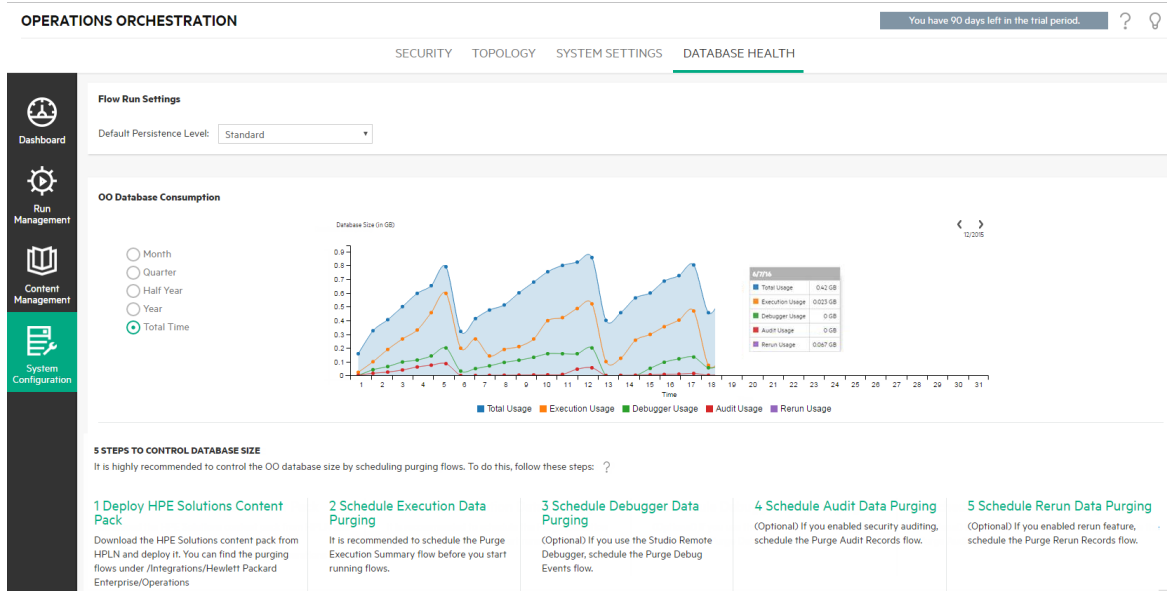 OPERATIONS ORCHESTRATION
You have 90 days left in the trial period.
?
SECURITY TOPOLOGY SYSTEM SETTINGS DATABASE HEALTH
Dashboard
Run
Management
Content
Management
System
Configuration
Flow Run Settings
Default Persistence Level: Standard
OO Database Consumption
Month
Quarter
Half Year
Year
Total Time
Database Size (in GB)
12/2015
0.9
0.8
0.7
0.6
0.5
0.4
0.3
0.2
0.1
0
1 2 3 4 5 6 7 8 9 10 11 12 13 14 15 16 17 18 19 20 21 22 23 24 25 26 27 28 29 30 31
Time
6/7/16
Total Usage 0.42 GB
Execution Usage 0.023 GB
Debugger Usage 0 GB
Audit Usage 0 GB
Rerun Usage 0.067 GB
Total Usage Execution Usage Debugger Usage Audit Usage Rerun Usage
5 STEPS TO CONTROL DATABASE SIZE
It is highly recommended to control the OO database size by scheduling purging flows. To do this, follow these steps: ?
1 Deploy HPE Solutions Content
Pack
Download the HPE Solutions content pack from
HPLN and deploy it. You can find the purging
flows under /Integrations/Hewlett Packard
Enterprise/Operations
2 Schedule Execution Data
Purging
It is recommended to schedule the Purge
Execution Summary flow before you start
running flows.
3 Schedule Debugger Data
Purging
(Optional) If you use the Studio Remote
Debugger, schedule the Purge Debug
Events flow.
4 Schedule Audit Data Purging
(Optional) If you enabled security auditing,
schedule the Purge Audit Records flow.
5 Schedule Rerun Data Purging
(Optional) If you enabled rerun feature,
schedule the Purge Rerun Records flow.